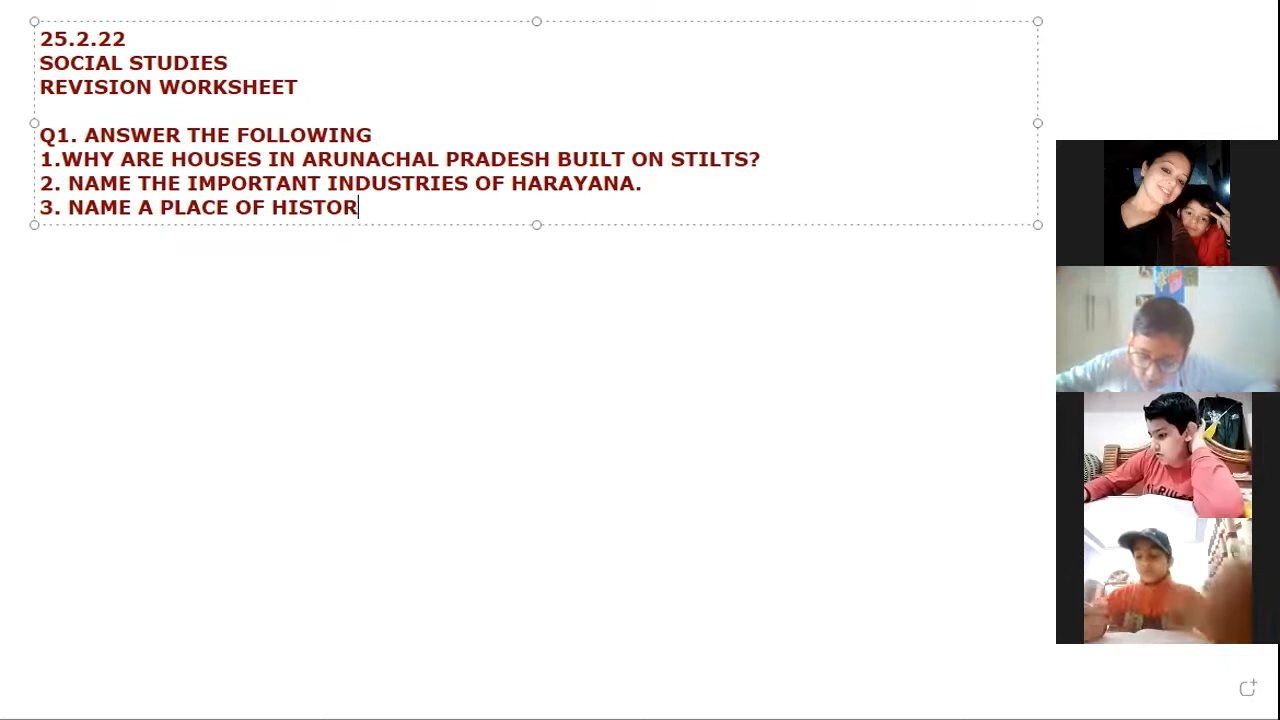 25.2.22
SOCIAL STUDIES
REVISION WORKSHEET
Q1. ANSWER THE FOLLOWING
1.WHY ARE HOUSES IN ARUNACHAL PRADESH BUILT ON STILTS?
2. NAME THE IMPORTANT INDUSTRIES OF HARAYANA.
3. NAME A PLACE OF HISTOR